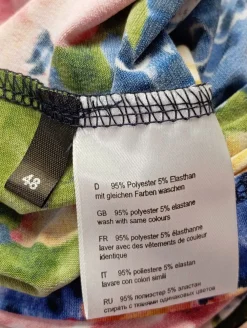 48
D 95% Polyester 5% Elasthan
mit gleichen Farben waschen
GB 95% polyester 5% elastane
wash with same colours
FR 95% polyester 5% élasthanne
laver avec des vêtements de couleur
identique
IT 95% poliestere 5% elastan
lavare con colori simili
RU 95% полиэстер 5% эластан
стирать с тканями одинаковых цветов